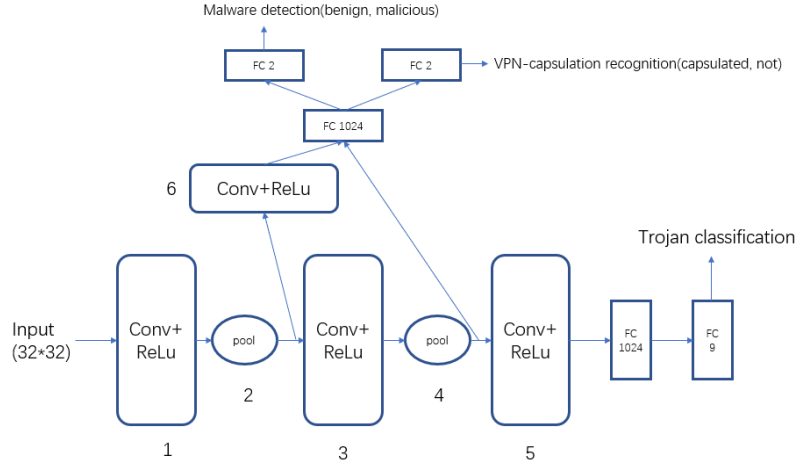 Malware detection(benign, malicious)
FC 2
FC 2
VPN-capsulation recognition(capsulated, not)
FC 1024
6
Conv+ReLu
Trojan classification
Input
(32*32)
Conv+
ReLu
pool
Conv+
ReLu
pool
Conv+
ReLu
FC
1024
FC
9
2
4
1
3
5